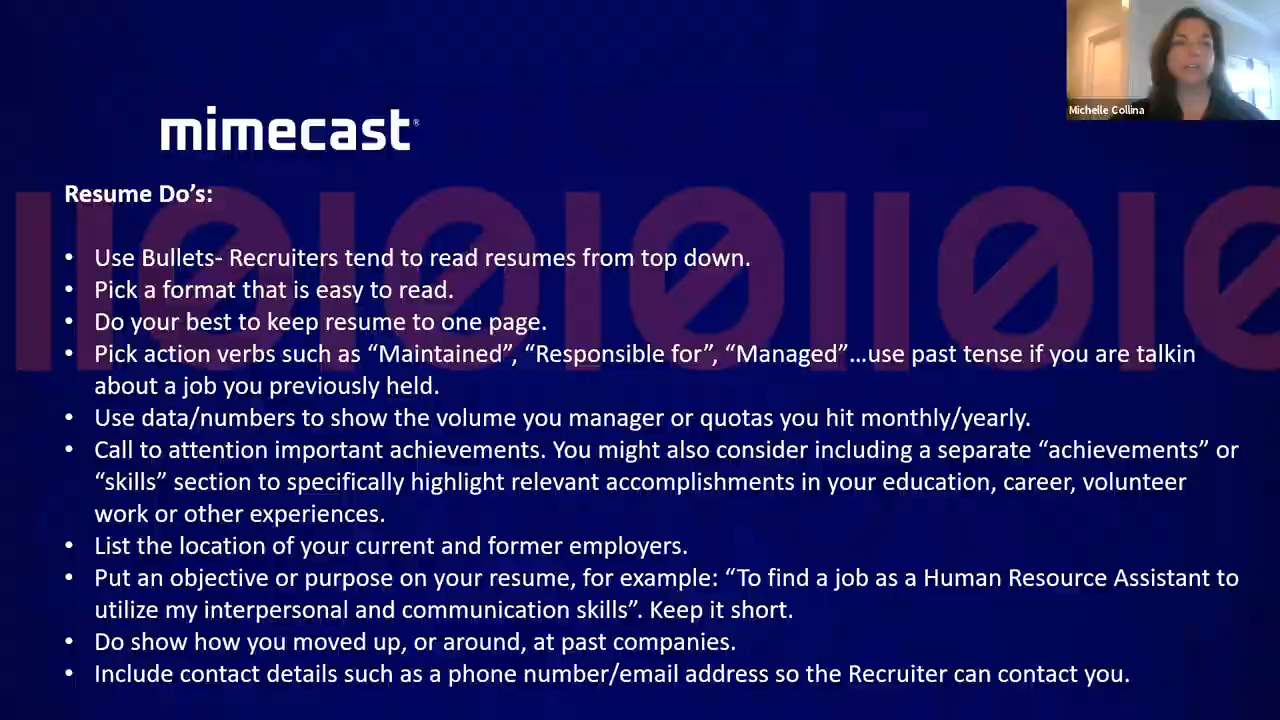 Michelle Collina
mimecast®
Resume Do’s:
• Use Bullets- Recruiters tend to read resumes from top down.
• Pick a format that is easy to read.
• Do your best to keep resume to one page.
• Pick action verbs such as “Maintained”, “Responsible for”, “Managed”…use past tense if you are talkin
about a job you previously held.
• Use data/numbers to show the volume you manager or quotas you hit monthly/yearly.
• Call to attention important achievements. You might also consider including a separate “achievements” or
“skills” section to specifically highlight relevant accomplishments in your education, career, volunteer
work or other experiences.
• List the location of your current and former employers.
• Put an objective or purpose on your resume, for example: “To find a job as a Human Resource Assistant to
utilize my interpersonal and communication skills”. Keep it short.
• Do show how you moved up, or around, at past companies.
• Include contact details such as a phone number/email address so the Recruiter can contact you.